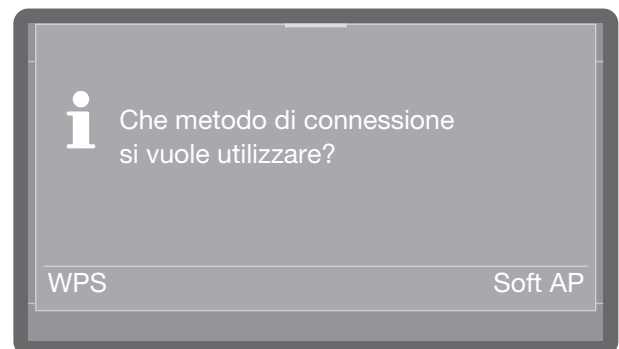 Che metodo di connessione
si vuole utilizzare?
WPS Soft AP